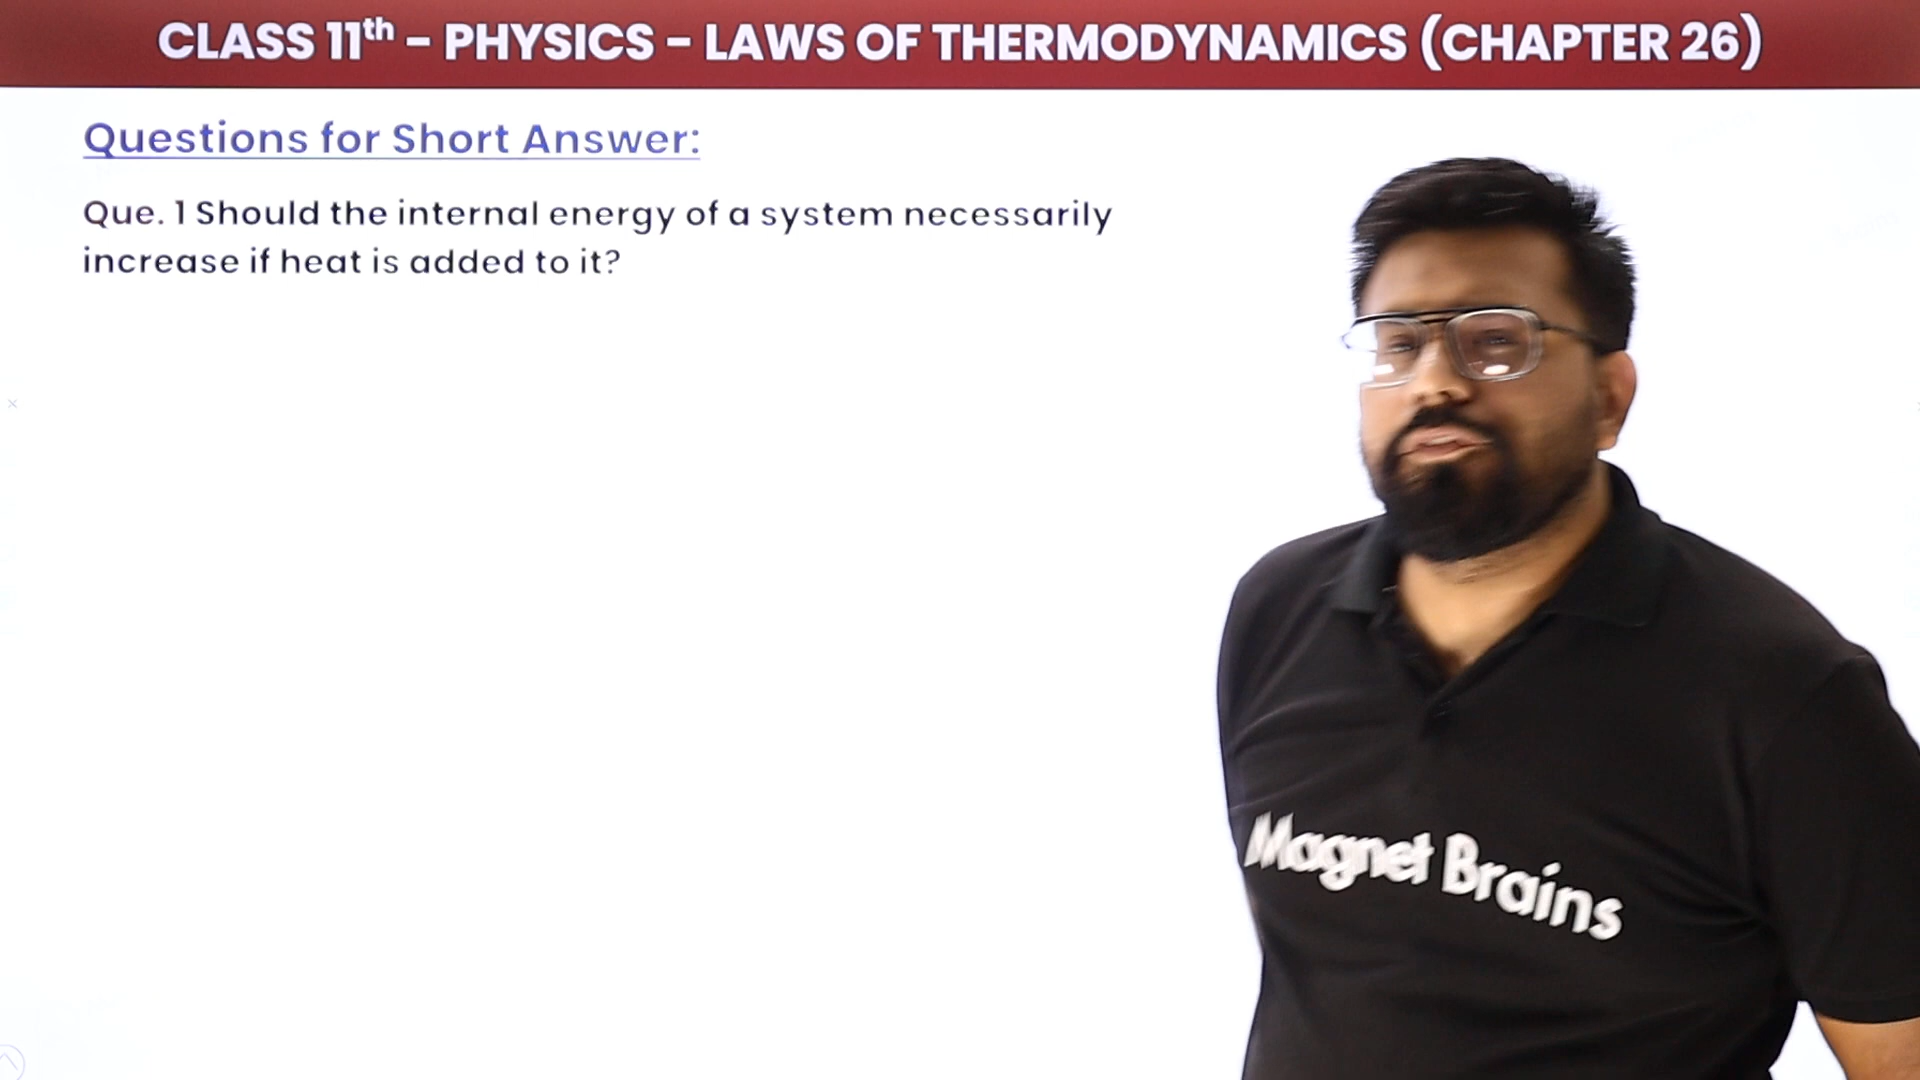 CLASS 11th - PHYSICS - LAWS OF THERMODYNAMICS (CHAPTER 26)
Questions for Short Answer:
Que. 1 Should the internal energy of a system necessarily
increase if heat is added to it?
Magnet Brains